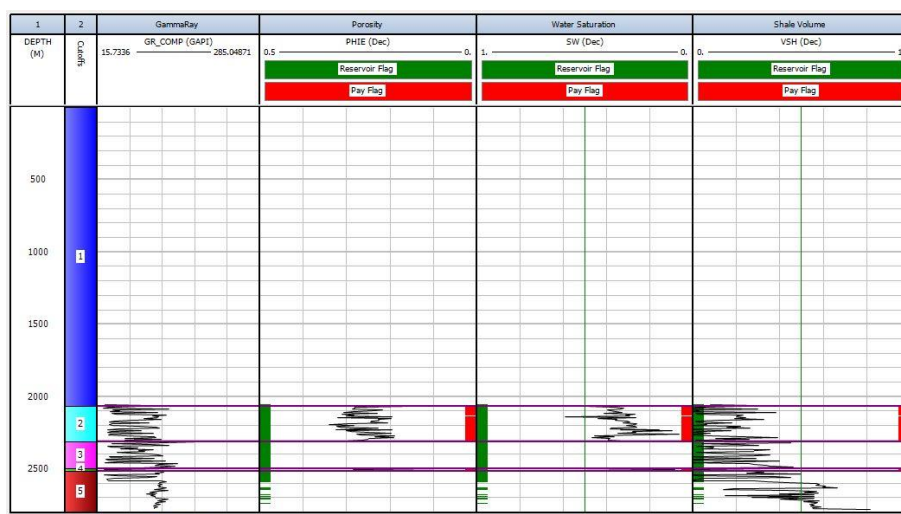 1 2 GammaRay Porosity Water Saturation Shale Volume
DEPTH (M) Cutoffs GR_COMP (GAPI) PHIE (Dec) SW (Dec) VSH (Dec)
15.7336 285.04871 0.5 0. 1. 0. 0. 1
Reservoir Flag Reservoir Flag Reservoir Flag
Pay Flag Pay Flag Pay Flag
500
1000 1
1500
2000
2
3
2500 4
5